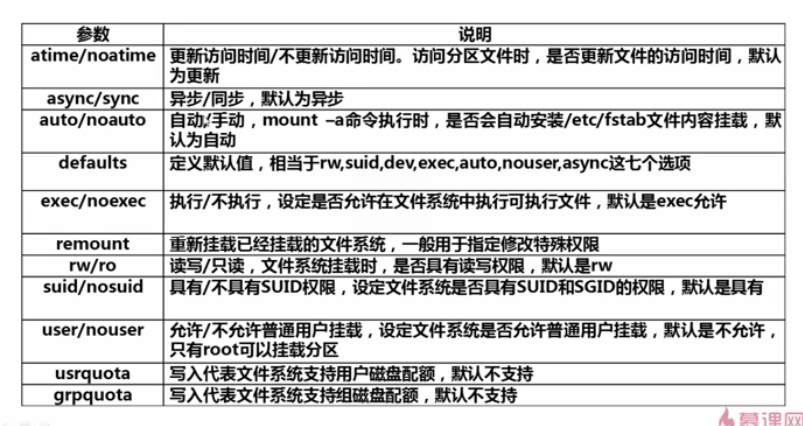 参数 说明
atime/noatime 更新访问时间/不更新访问时间。访问分区文件时，是否更新文件的访问时间，默认
为更新
async/sync 异步/同步，默认为异步
auto/noauto 自动/手动，mount –a命令执行时，是否会自动安装/etc/fstab文件内容挂载，默
认为自动
defaults 定义默认值，相当于rw,suid,dev,exec,auto,nouser,async这七个选项
exec/noexec 执行/不执行，设定是否允许在文件系统中执行可执行文件，默认是exec允许
remount 重新挂载已经挂载的文件系统，一般用于指定修改特殊权限
rw/ro 读写/只读，文件系统挂载时，是否具有读写权限，默认是rw
suid/nosuid 具有/不具有SUID权限，设定文件系统是否具有SUID和SGID的权限，默认是具有
user/nouser 允许/不允许普通用户挂载，设定文件系统是否允许普通用户挂载，默认是不允许，
只有root可以挂载分区
usrquota 写入代表文件系统支持用户磁盘配额，默认不支持
grpquota 写入代表文件系统支持组磁盘配额，默认不支持
慕课网